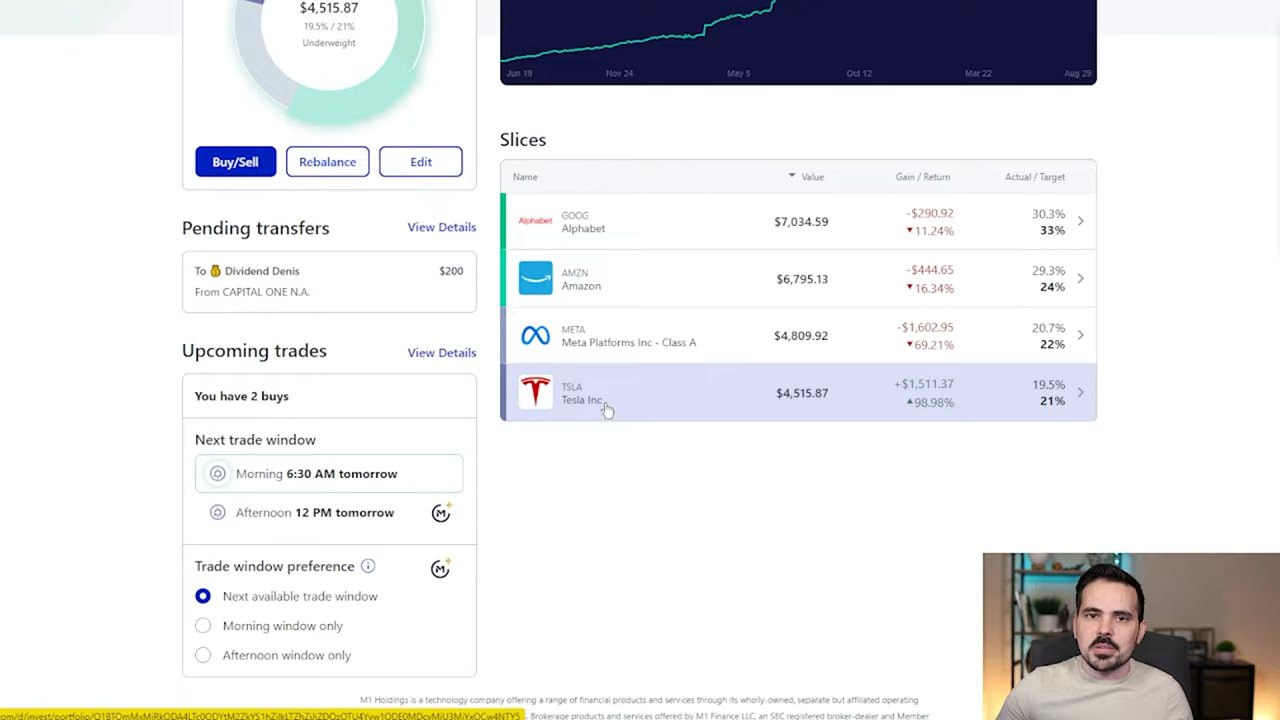 $4,515.87
19.5% / 21%
Underweight
Buy/Sell
Rebalance
Edit
Pending transfers
View Details
To 💰 Dividend Denis
$200
From CAPITAL ONE N.A.
Upcoming trades
View Details
You have 2 buys
Next trade window
Morning 6:30 AM tomorrow
Afternoon 12 PM tomorrow
Trade window preference
Next available trade window
Morning window only
Afternoon window only
Jun 19 Nov 24 May 5 Oct 12 Mar 22 Aug 29
Slices
Name Value Gain / Return Actual / Target
Alphabet
GOOG
Alphabet
$7,034.59
-$290.92
▼11.24%
30.3%
33%
AMZN
Amazon
$6,795.13
-$444.65
▼16.34%
29.3%
24%
META
Meta Platforms Inc - Class A
$4,809.92
-$1,602.95
▼69.21%
20.7%
22%
TSLA
Tesla Inc.
$4,515.87
+$1,511.37
▲98.98%
19.5%
21%
M1 Holdings is a technology company offering a range of financial products and services through its wholly-owned, separate but affiliated operating
Brokerage products and services offered by M1 Finance LLC, an SEC registered broker-dealer and Member